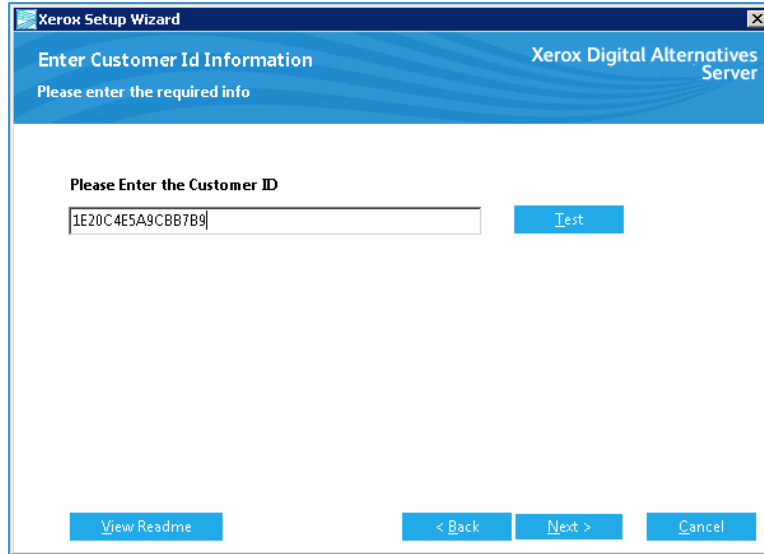 Xerox Setup Wizard
Enter Customer Id Information
Xerox Digital Alternatives
Server
Please enter the required info
Please Enter the Customer ID
1E20C4E5A9CBB7B9
Test
View Readme
< Back
Next >
Cancel